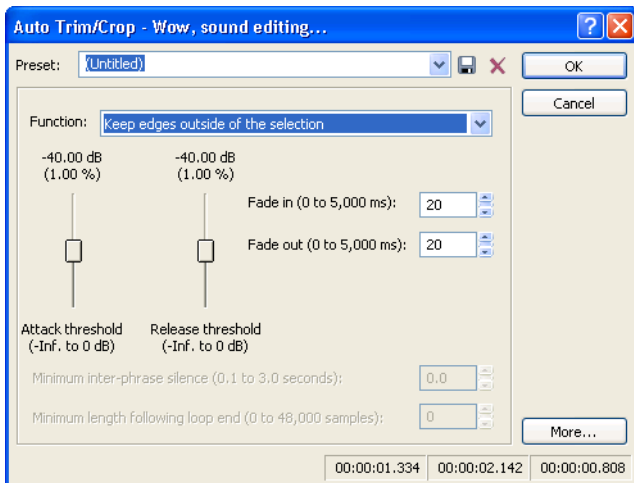 Auto Trim/Crop - Wow, sound editing...
Preset: (Untitled)
OK
Cancel
Function: Keep edges outside of the selection
-40.00 dB -40.00 dB
(1.00 %) (1.00 %)
Fade in (0 to 5,000 ms): 20
Fade out (0 to 5,000 ms): 20
Attack threshold Release threshold
(-Inf. to 0 dB) (-Inf. to 0 dB)
Minimum inter-phrase silence (0.1 to 3.0 seconds): 0.0
Minimum length following loop end (0 to 48,000 samples): 0
More...
00:00:01.334 00:00:02.142 00:00:00.808